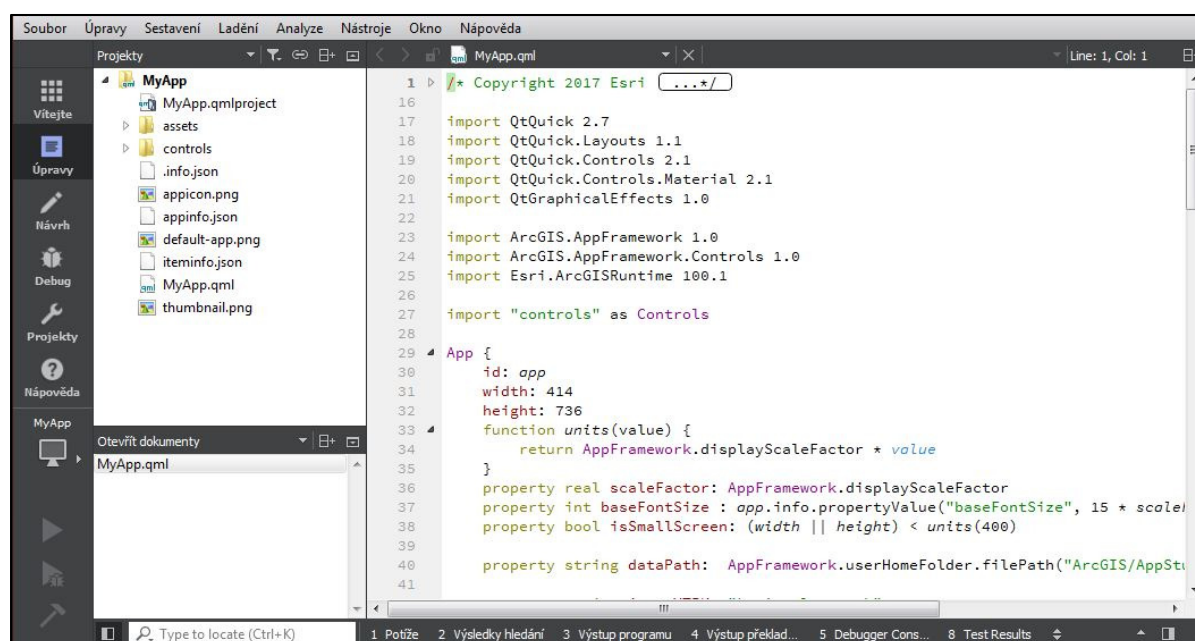 Soubor Úpravy Sestavení Ladění Analyze Nástroje Okno Nápověda
Projekty
MyApp.qml
Line: 1, Col: 1
Vítejte
Úpravy
Návrh
Debug
Projekty
Nápověda
MyApp
MyApp
MyApp.qmlproject
assets
controls
.info.json
appicon.png
appinfo.json
default-app.png
iteminfo.json
MyApp.qml
thumbnail.png
Otevřít dokumenty
MyApp.qml
1 /* Copyright 2017 Esri ...*/
16
17 import QtQuick 2.7
18 import QtQuick.Layouts 1.1
19 import QtQuick.Controls 2.1
20 import QtQuick.Controls.Material 2.1
21 import QtGraphicalEffects 1.0
22
23 import ArcGIS.AppFramework 1.0
24 import ArcGIS.AppFramework.Controls 1.0
25 import Esri.ArcGISRuntime 100.1
26
27 import "controls" as Controls
28
29 App {
30 id: app
31 width: 414
32 height: 736
33 function units(value) {
34 return AppFramework.displayScaleFactor * value
35 }
36 property real scaleFactor: AppFramework.displayScaleFactor
37 property int baseFontSize : app.info.propertyValue("baseFontSize", 15 * scale
38 property bool isSmallScreen: (width || height) < units(400)
39
40 property string dataPath: AppFramework.userHomeFolder.filePath("ArcGIS/AppSt
41
Type to locate (Ctrl+K)
1 Potíže 2 Výsledky hledání 3 Výstup programu 4 Výstup překlad... 5 Debugger Cons... 8 Test Results